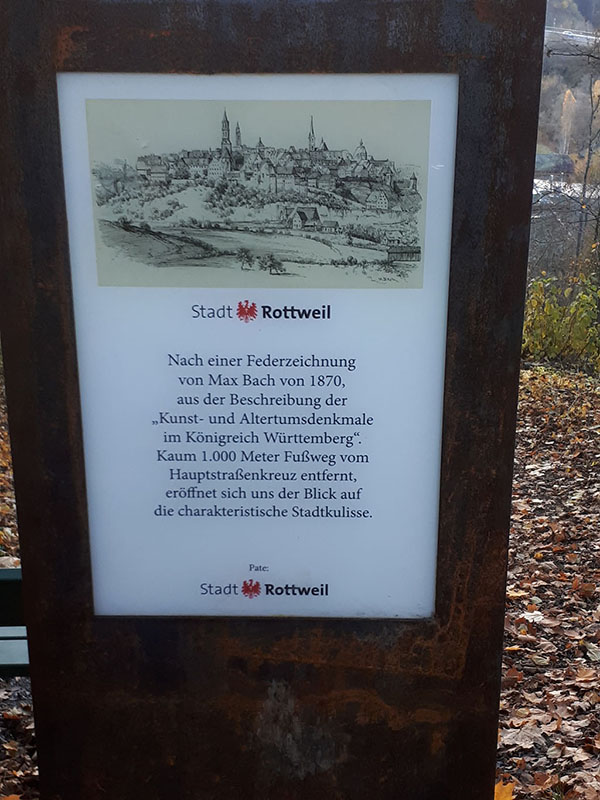 Stadt Rottweil
Nach einer Federzeichnung
von Max Bach von 1870,
aus der Beschreibung der
„Kunst- und Altertumsdenkmale
im Königreich Württemberg“.
Kaum 1.000 Meter Fußweg vom
Hauptstraßenkreuz entfernt,
eröffnet sich uns der Blick auf
die charakteristische Stadtkulisse.
Pate:
Stadt Rottweil